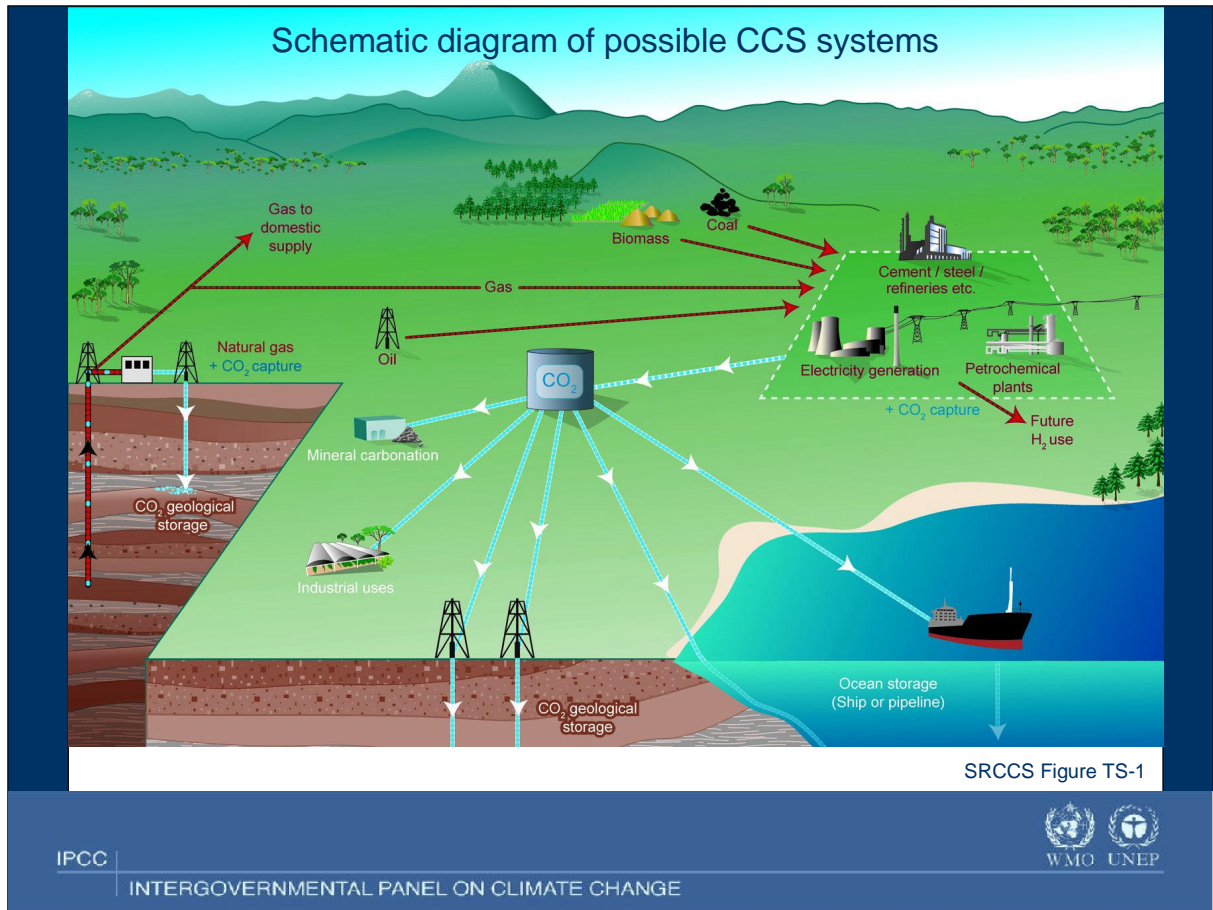 Schematic diagram of possible CCS systems
Gas to
domestic
supply
Biomass
Coal
Cement / steel /
refineries etc.
Gas
Oil
Natural gas
+ CO₂ capture
CO₂
Electricity generation
Petrochemical
plants
+ CO₂ capture
Future
H₂ use
Mineral carbonation
CO₂ geological
storage
Industrial uses
Ocean storage
(Ship or pipeline)
CO₂ geological
storage
SRCCS Figure TS-1
WMO UNEP
IPCC
INTERGOVERNMENTAL PANEL ON CLIMATE CHANGE